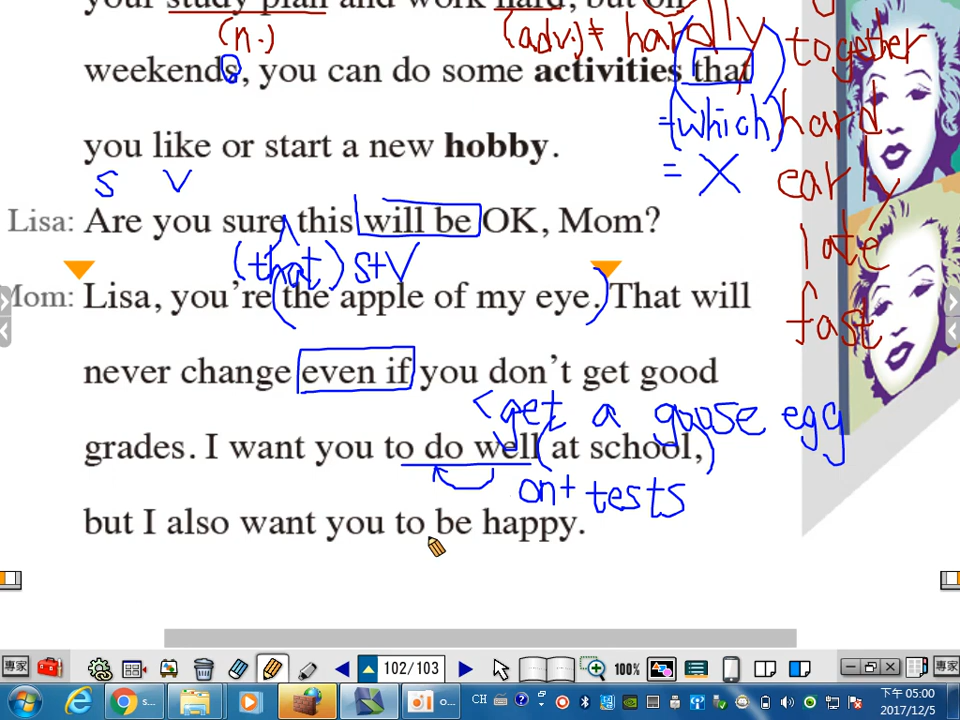 your study plan and work hard, but on
(n.) (adv.) ≠ hardly
together
weekends, you can do some activities that
=(which) hard
you like or start a new hobby.
= X early
S V
Lisa: Are you sure this will be OK, Mom?
(that) S+V late
Mom: Lisa, you're the apple of my eye. That will
fast
never change even if you don't get good
<get a goose egg
grades. I want you to do well at school,
on+ tests
but I also want you to be happy.
專家 102/103 100% 專家
CH 下午 05:00
s... o...
2017/12/5